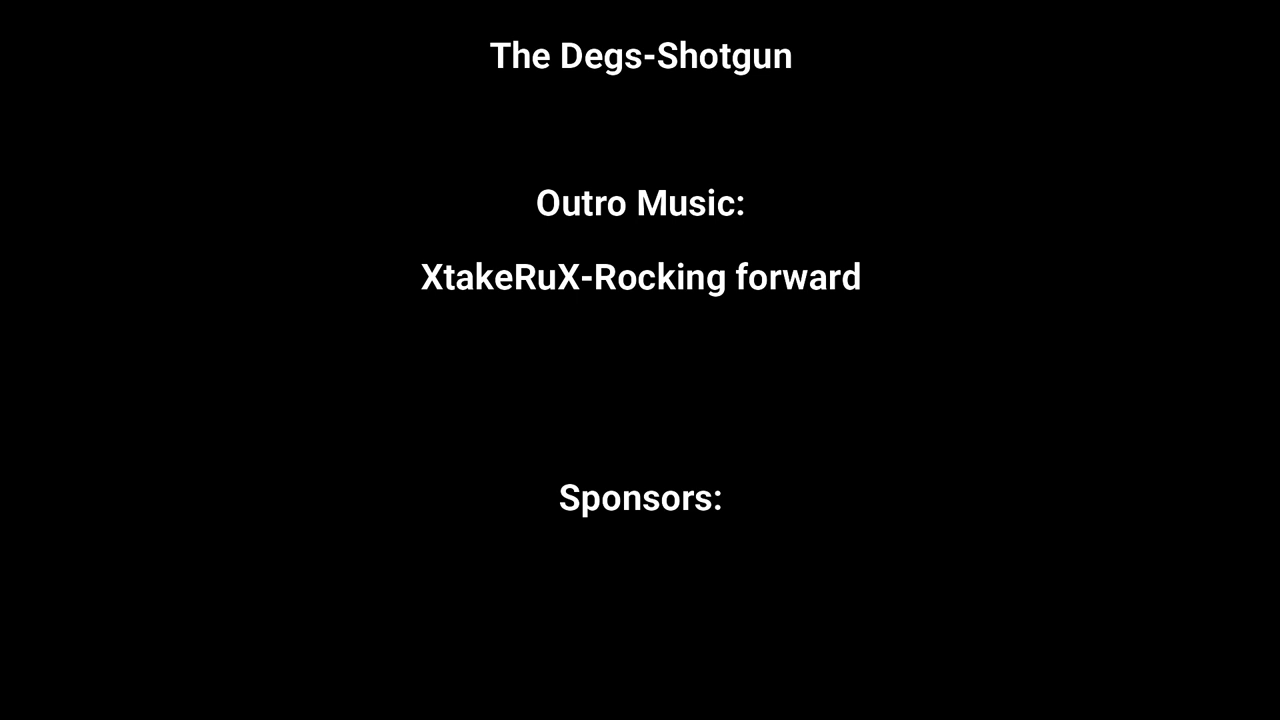 The Degs-Shotgun
Outro Music:
XtakeRuX-Rocking forward
Sponsors: